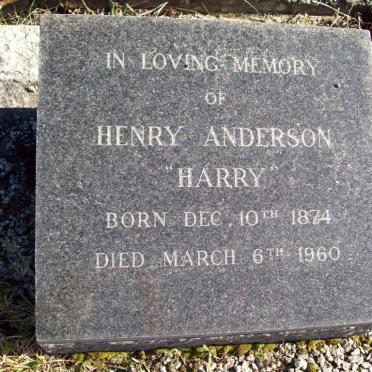 IN LOVING MEMORY
OF
HENRY ANDERSON
"HARRY"
BORN DEC. 10TH 1874
DIED MARCH 6TH 1960.